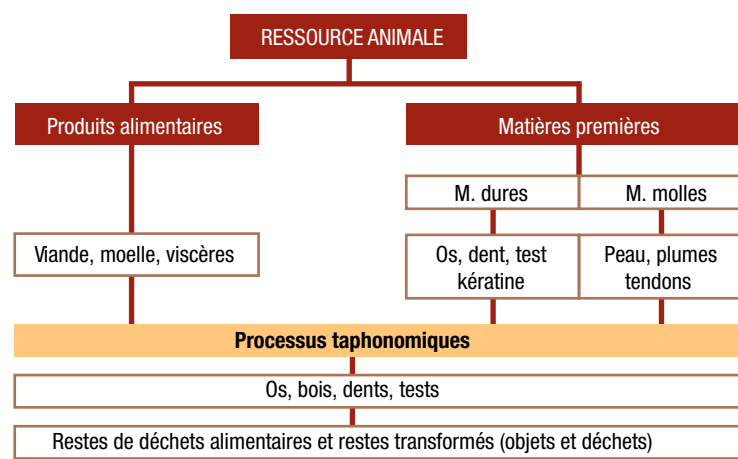 RESSOURCE ANIMALE
Produits alimentaires
Matières premières
M. dures
M. molles
Viande, moelle, viscères
Os, dent, test
kératine
Peau, plumes
tendons
Processus taphonomiques
Os, bois, dents, tests
Restes de déchets alimentaires et restes transformés (objets et déchets)